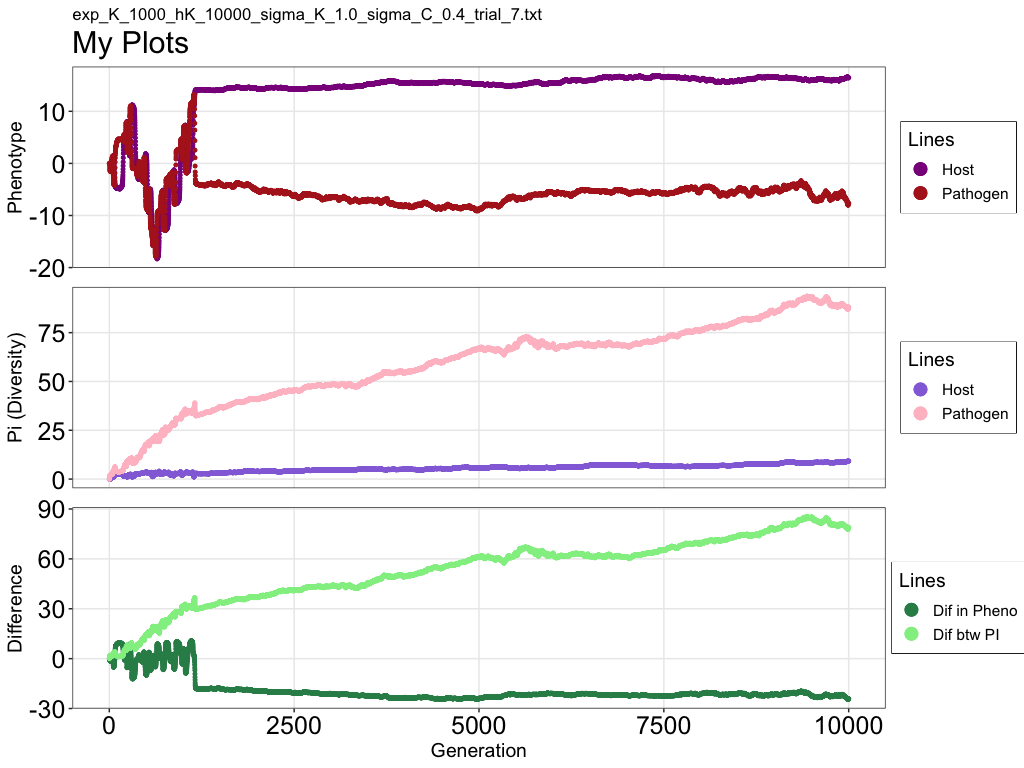 exp_K_1000_hK_10000_sigma_K_1.0_sigma_C_0.4_trial_7.txt
My Plots
Phenotype
10
0
-10
-20
Lines
Host
Pathogen
Pi (Diversity)
75
50
25
0
Lines
Host
Pathogen
Difference
90
60
30
0
-30
Lines
Dif in Pheno
Dif btw PI
0
2500
5000
7500
10000
Generation